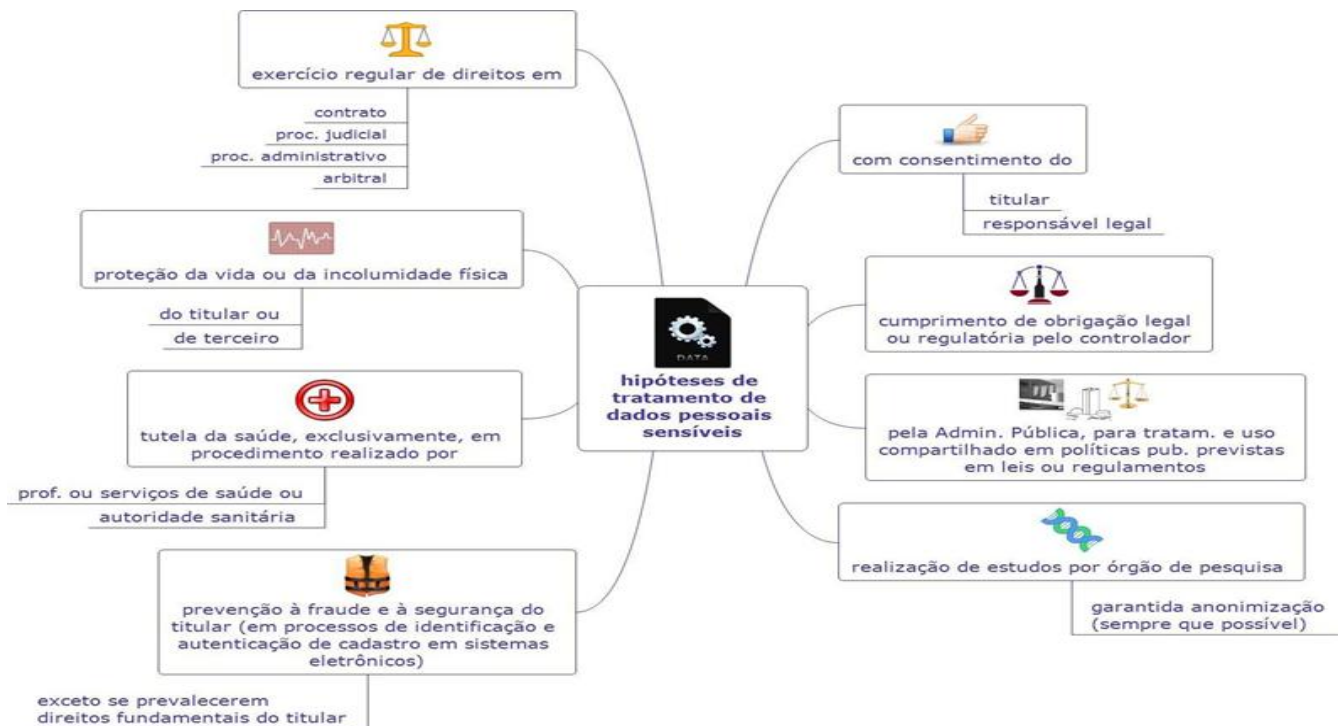 exercício regular de direitos em
contrato
proc. judicial
proc. administrativo
arbitral
proteção da vida ou da incolumidade física
do titular ou
de terceiro
tutela da saúde, exclusivamente, em
procedimento realizado por
prof. ou serviços de saúde ou
autoridade sanitária
prevenção à fraude e à segurança do
titular (em processos de identificação e
autenticação de cadastro em sistemas
eletrônicos)
exceto se prevalecerem
direitos fundamentais do titular
DATA
hipóteses de
tratamento de
dados pessoais
sensíveis
com consentimento do
titular
responsável legal
cumprimento de obrigação legal
ou regulatória pelo controlador
pela Admin. Pública, para tratam. e uso
compartilhado em políticas pub. previstas
em leis ou regulamentos
realização de estudos por órgão de pesquisa
garantida anonimização
(sempre que possível)